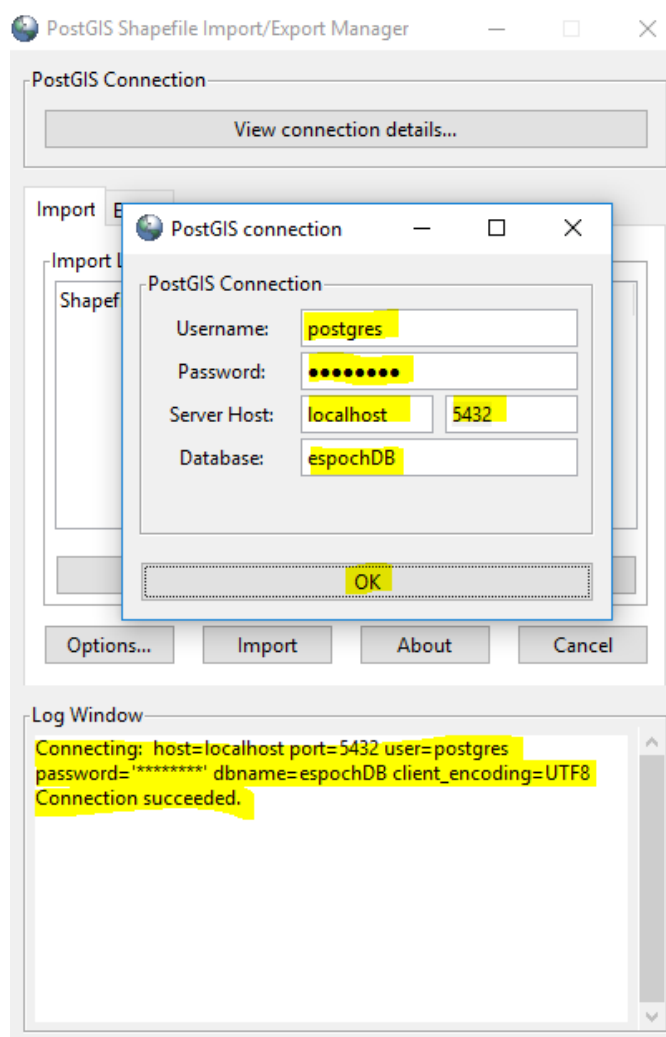 PostGIS Shapefile Import/Export Manager
PostGIS Connection
View connection details...
Import
Import L
Shapef
PostGIS connection
PostGIS Connection
Username: postgres
Password: ●●●●●●●●
Server Host: localhost 5432
Database: espochDB
OK
Options... Import About Cancel
Log Window
Connecting: host=localhost port=5432 user=postgres
password='********' dbname=espochDB client_encoding=UTF8
Connection succeeded.